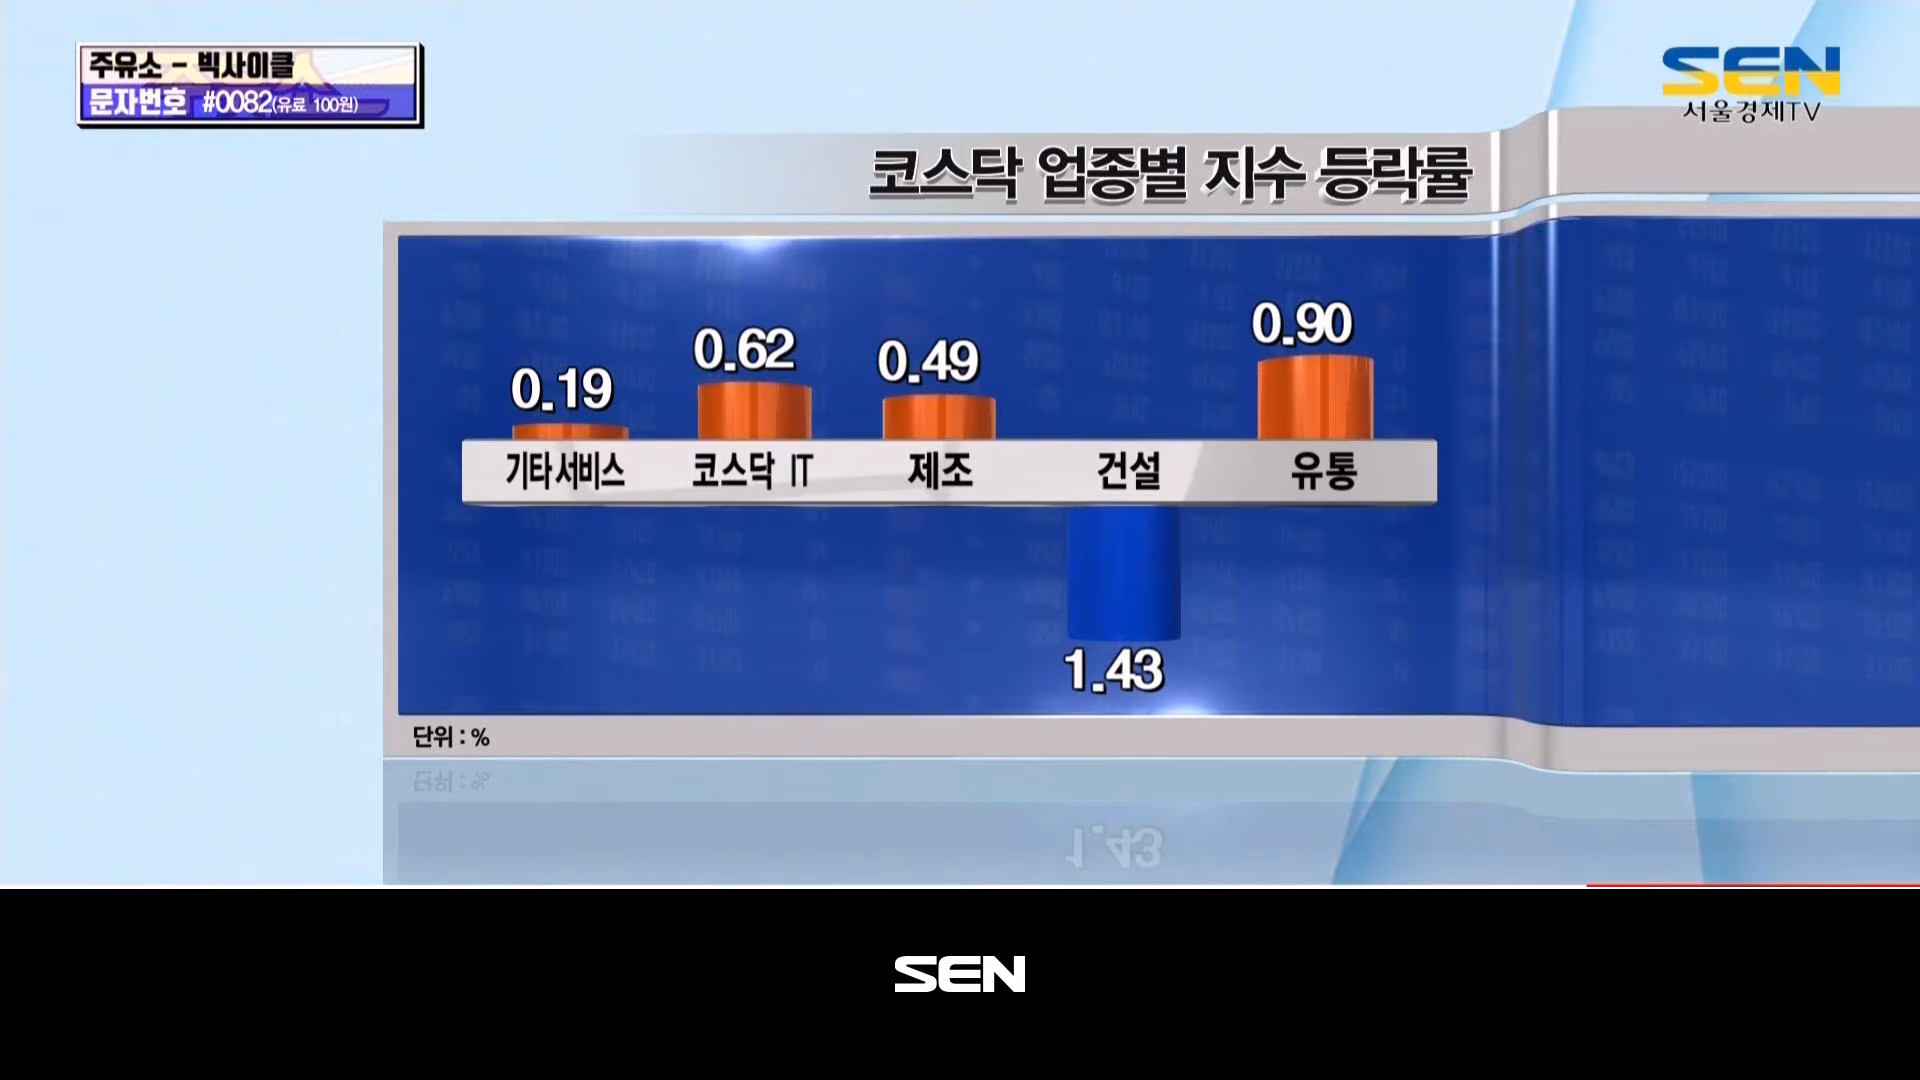 주유소 - 빅사이클
문자번호 #0082(유료 100원)
SEN
서울경제TV
코스닥 업종별 지수 등락률
0.19
0.62
0.49
0.90
기타서비스
코스닥 IT
제조
건설
유통
1.43
단위 : %
SEN